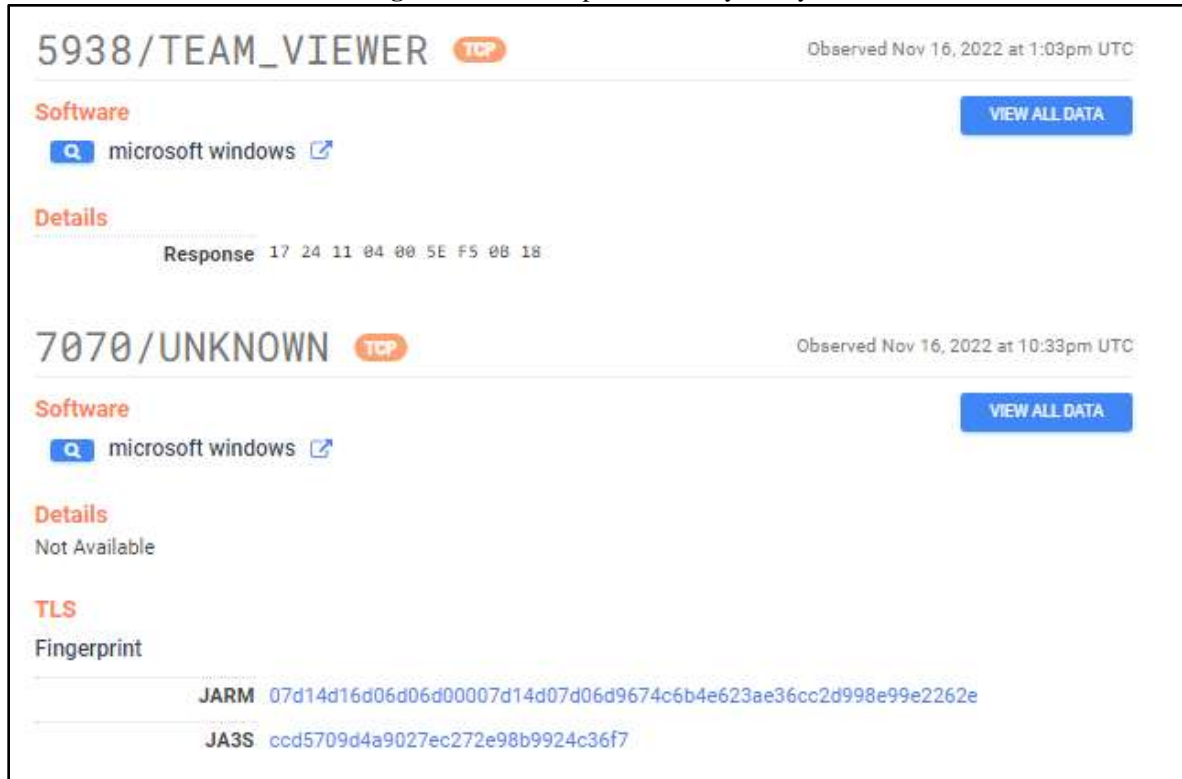 5938/TEAM_VIEWER TCP Observed Nov 16, 2022 at 1:03pm UTC
Software VIEW ALL DATA
microsoft windows
Details
Response 17 24 11 04 00 5E F5 0B 18
7070/UNKNOWN TCP Observed Nov 16, 2022 at 10:33pm UTC
Software VIEW ALL DATA
microsoft windows
Details
Not Available
TLS
Fingerprint
JARM 07d14d16d06d06d00007d14d07d06d9674c6b4e623ae36cc2d998e99e2262e
JA3S ccd5709d4a9027ec272e98b9924c36f7